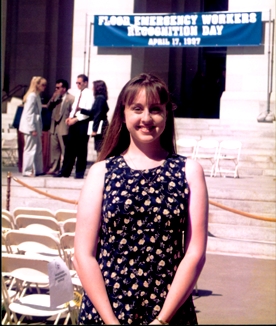 FLOOD EMERGENCY WORKERS
RECOGNITION DAY
APRIL 17, 1997